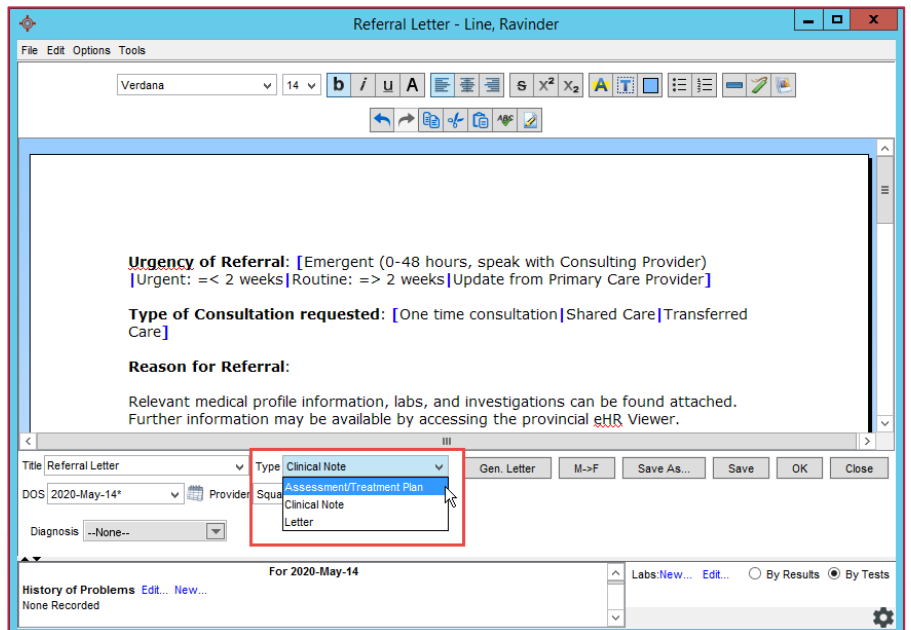 Referral Letter - Line, Ravinder
File Edit Options Tools
Verdana 14 b i u A S X² X₂ A T
ABC
Urgency of Referral: [Emergent (0-48 hours, speak with Consulting Provider)
|Urgent: =< 2 weeks|Routine: => 2 weeks|Update from Primary Care Provider]
Type of Consultation requested: [One time consultation|Shared Care|Transferred
Care]
Reason for Referral:
Relevant medical profile information, labs, and investigations can be found attached.
Further information may be available by accessing the provincial eHR Viewer.
Title Referral Letter Type Clinical Note Gen. Letter M->F Save As... Save OK Close
DOS 2020-May-14* Provider Squa
Assessment/Treatment Plan
Clinical Note
Letter
Diagnosis --None--
For 2020-May-14
History of Problems Edit... New...
None Recorded
Labs:New... Edit... By Results By Tests